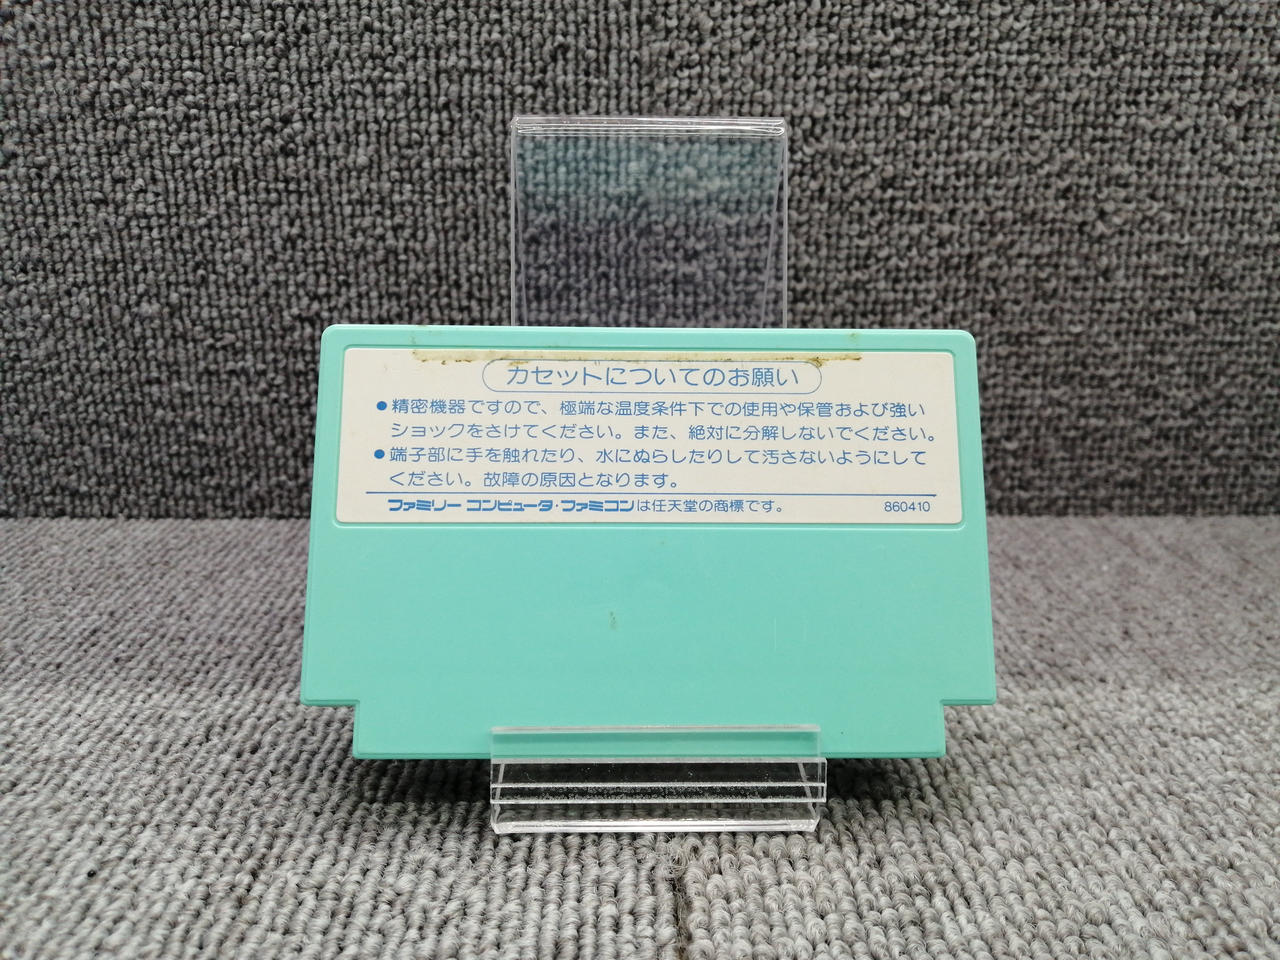 カセットについてのお願い
●精密機器ですので、極端な温度条件下での使用や保管および強い
ショックをさけてください。また、絶対に分解しないでください。
●端子部に手を触れたり、水にぬらしたりして汚さないようにして
ください。故障の原因となります。
ファミリー コンピュータ・ファミコンは任天堂の商標です。 860410